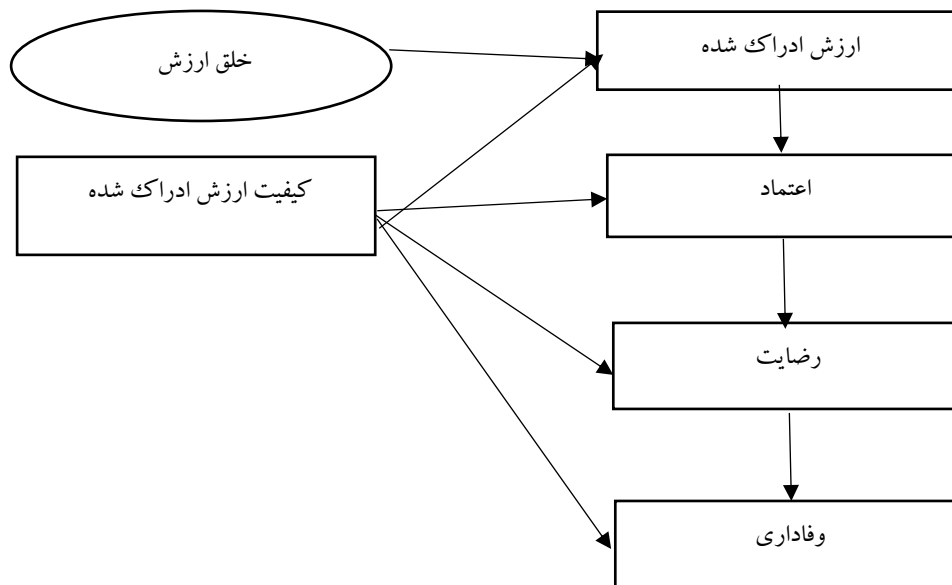 خلق ارزش
ارزش ادراک شده
کیفیت ارزش ادراک شده
اعتماد
رضایت
وفاداری